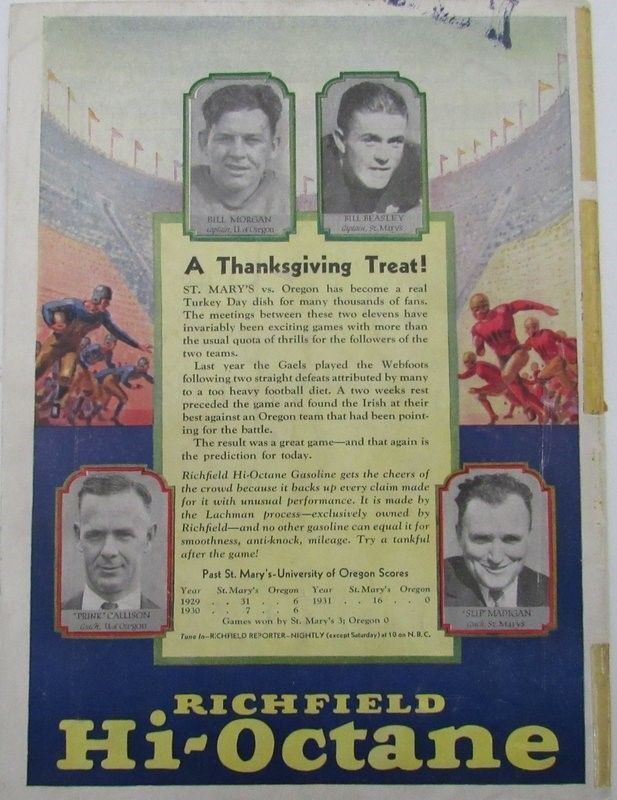 BILL MORGAN
Captain, U. of Oregon
BILL BEASLEY
Captain, St. Mary's
A Thanksgiving Treat!
ST. MARY'S vs. Oregon has become a real
Turkey Day dish for many thousands of fans.
The meetings between these two elevens have
invariably been exciting games with more than
the usual quota of thrills for the followers of the
two teams.
Last year the Gaels played the Webfoots
following two straight defeats attributed by many
to a too heavy football diet. A two weeks rest
preceded the game and found the Irish at their
best against an Oregon team that had been point-
ing for the battle.
The result was a great game—and that again is
the prediction for today.
Richfield Hi-Octane Gasoline gets the cheers of
the crowd because it backs up every claim made
for it with unusual performance. It is made by
the Lachman process—exclusively owned by
Richfield—and no other gasoline can equal it for
smoothness, anti-knock, mileage. Try a tankful
after the game!
Past St. Mary's-University of Oregon Scores
Year St. Mary's Oregon Year St. Mary's Oregon
1929 . . 31 . . 6 1931 . . 16 . . 0
1930 . . 7 . . 6
Games won by St. Mary's 3; Oregon 0
Tune In—RICHFIELD REPORTER—NIGHTLY (except Saturday) at 10 on N.B.C.
"PRINK" CALLISON
Coach, U. of Oregon
"SLIP" MADIGAN
Coach, St. Mary's
RICHFIELD
Hi-Octane